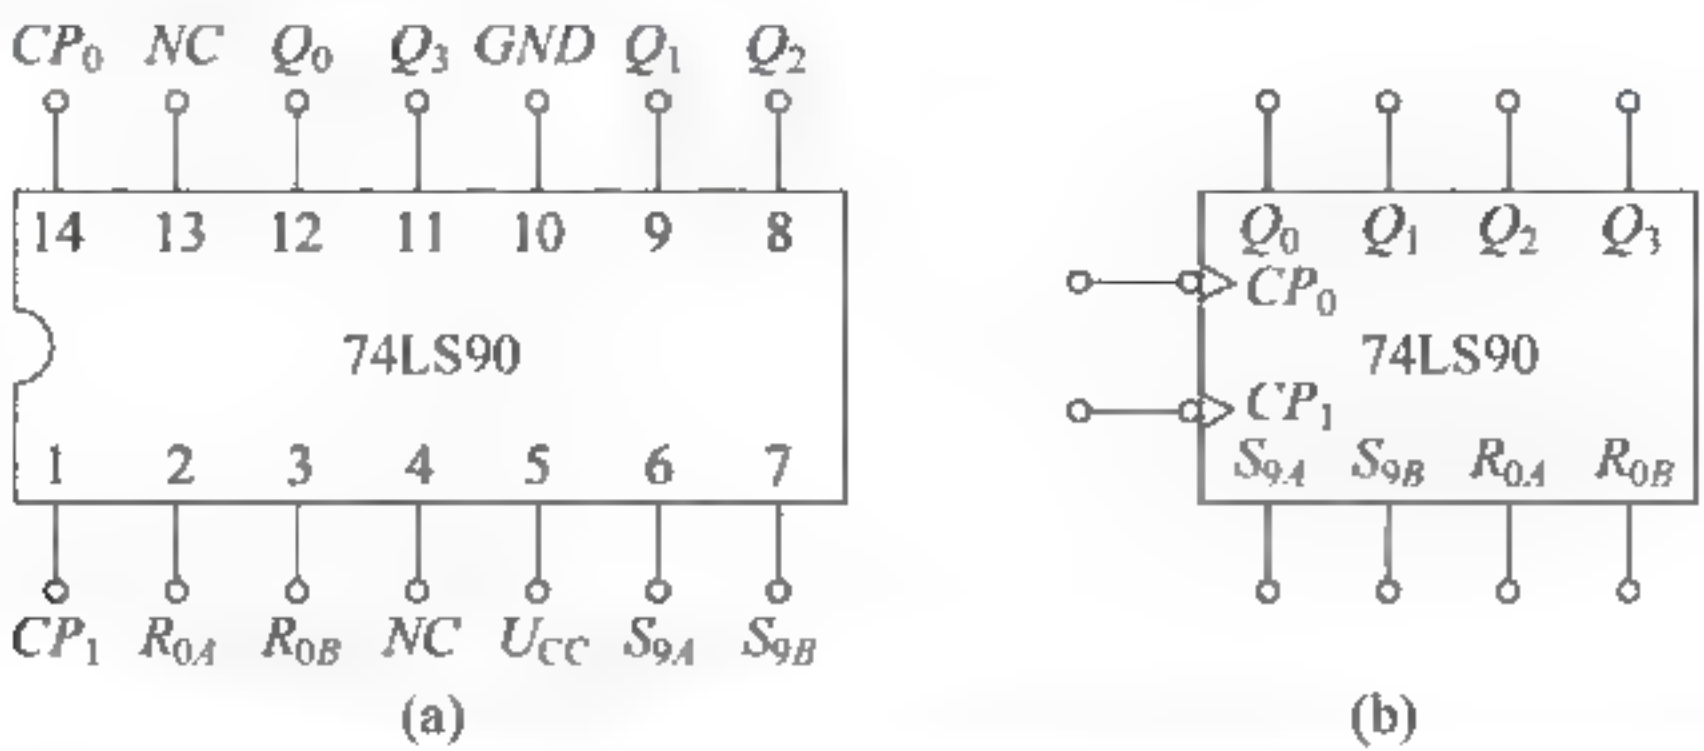 CP₀ NC Q₀ Q₃ GND Q₁ Q₂
14 13 12 11 10 9 8
74LS90
1 2 3 4 5 6 7
CP₁ R₀A R₀B NC U_CC S₉A S₉B
(a)
Q₀ Q₁ Q₂ Q₃
CP₀
74LS90
CP₁
S₉A S₉B R₀A R₀B
(b)